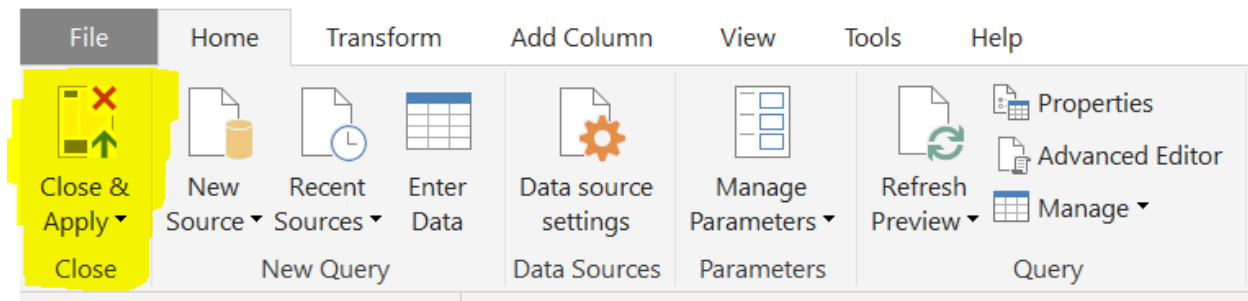 File Home Transform Add Column View Tools Help
Close &
Apply
Close
New
Source
Recent
Sources
Enter
Data
New Query
Data source
settings
Data Sources
Manage
Parameters
Parameters
Refresh
Preview
Properties
Advanced Editor
Manage
Query